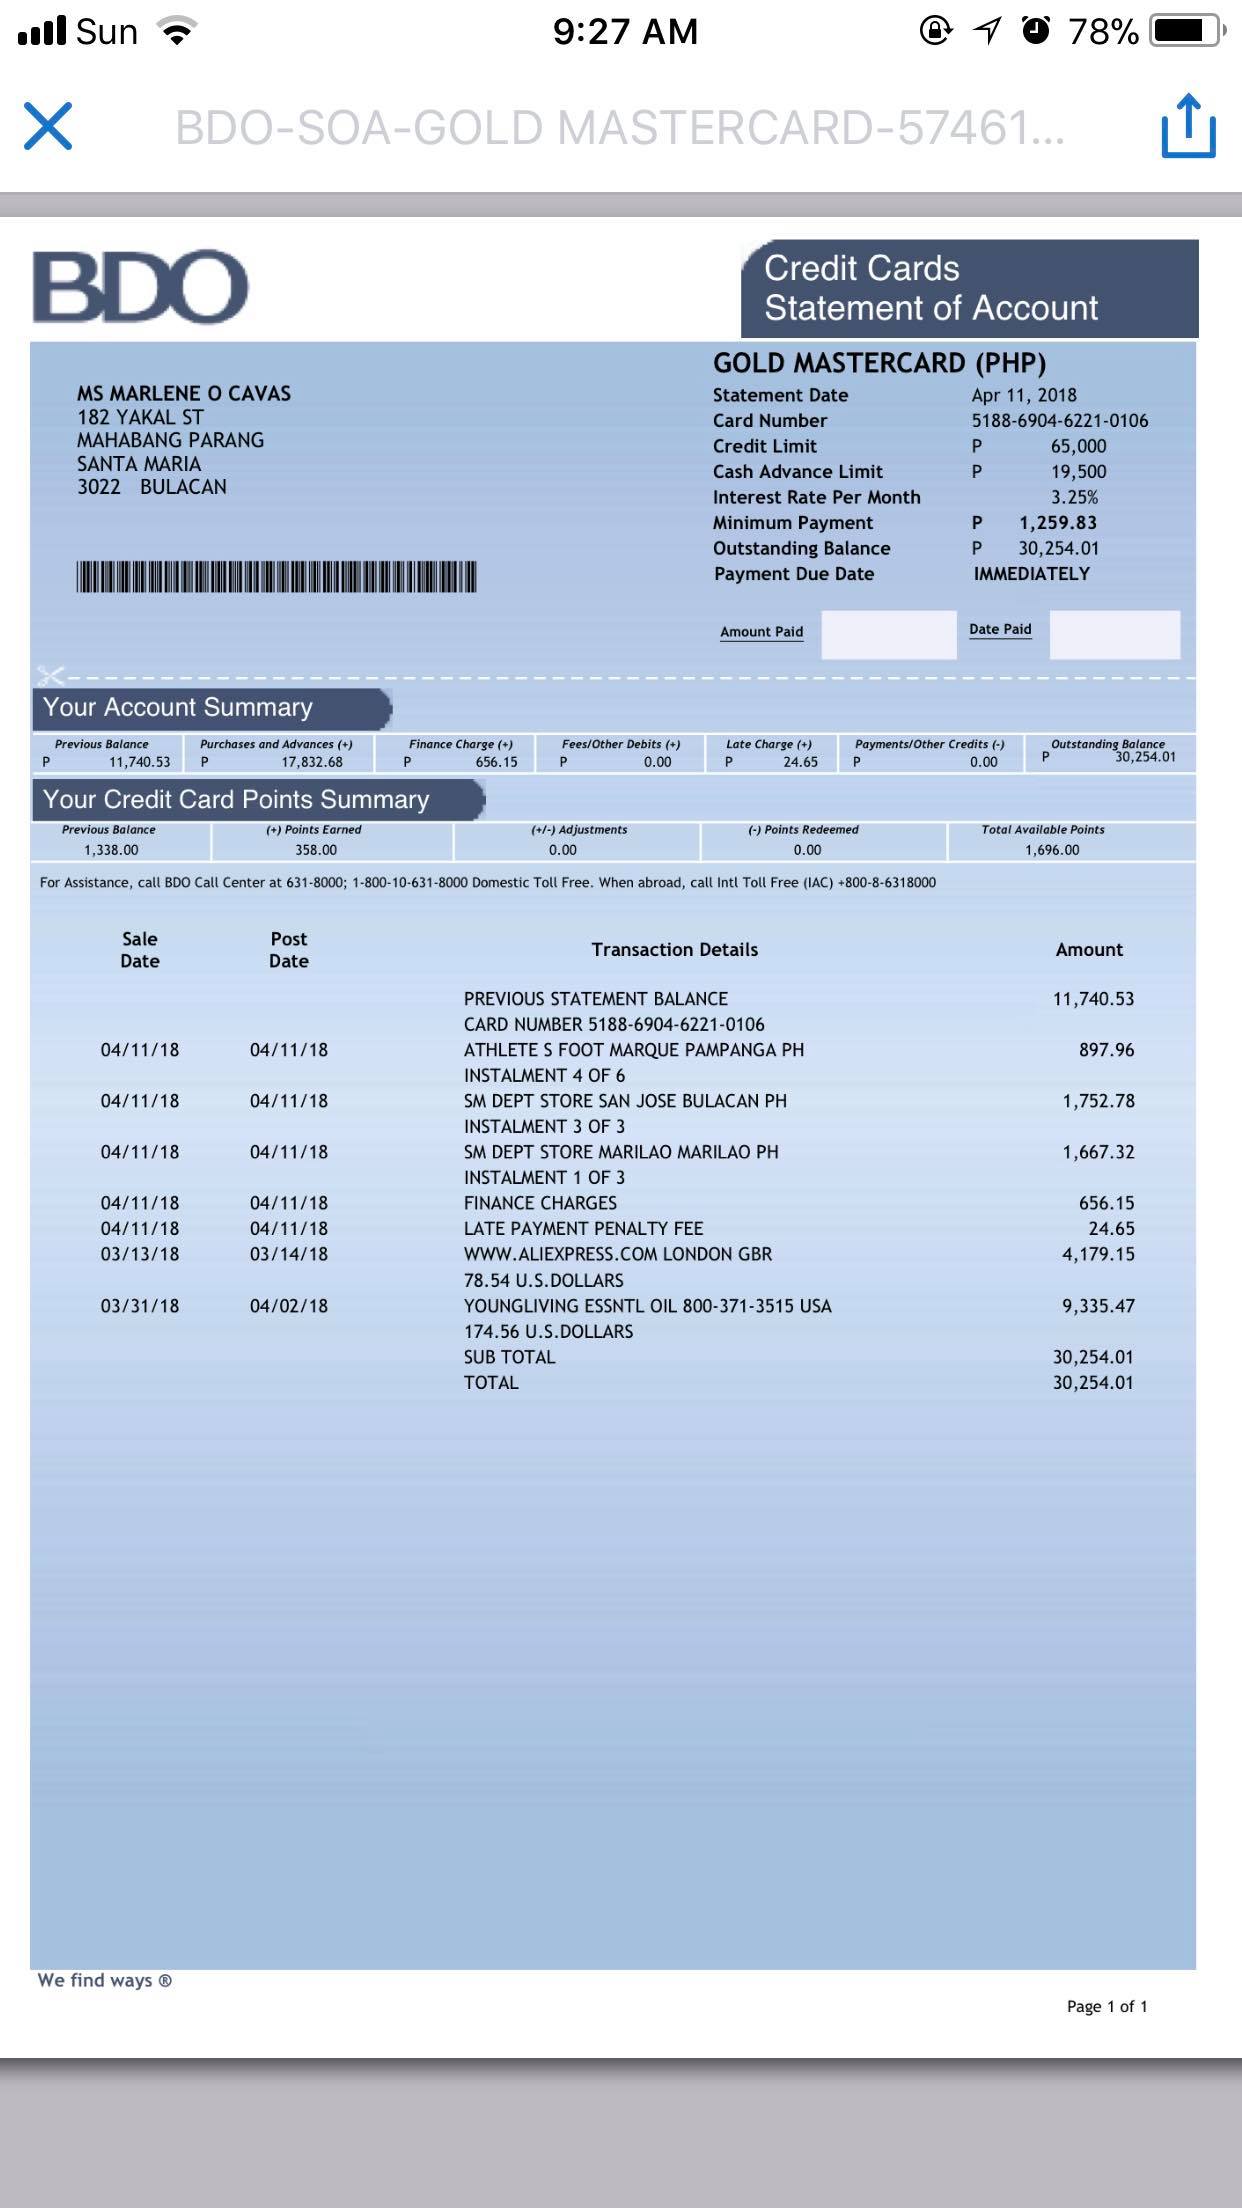 Sun 9:27 AM 78%
BDO-SOA-GOLD MASTERCARD-57461...
BDO
Credit Cards
Statement of Account
GOLD MASTERCARD (PHP)
MS MARLENE O CAVAS
182 YAKAL ST
MAHABANG PARANG
SANTA MARIA
3022 BULACAN
Statement Date Apr 11, 2018
Card Number 5188-6904-6221-0106
Credit Limit P 65,000
Cash Advance Limit P 19,500
Interest Rate Per Month 3.25%
Minimum Payment P 1,259.83
Outstanding Balance P 30,254.01
Payment Due Date IMMEDIATELY
Amount Paid Date Paid
Your Account Summary
Previous Balance Purchases and Advances (+) Finance Charge (+) Fees/Other Debits (+) Late Charge (+) Payments/Other Credits (-) Outstanding Balance
P 11,740.53 P 17,832.68 P 656.15 P 0.00 P 24.65 P 0.00 P 30,254.01
Your Credit Card Points Summary
Previous Balance (+) Points Earned (+/-) Adjustments (-) Points Redeemed Total Available Points
1,338.00 358.00 0.00 0.00 1,696.00
For Assistance, call BDO Call Center at 631-8000; 1-800-10-631-8000 Domestic Toll Free. When abroad, call Intl Toll Free (IAC) +800-8-6318000
Sale Date Post Date Transaction Details Amount
PREVIOUS STATEMENT BALANCE 11,740.53
CARD NUMBER 5188-6904-6221-0106
04/11/18 04/11/18 ATHLETE S FOOT MARQUE PAMPANGA PH 897.96
INSTALMENT 4 OF 6
04/11/18 04/11/18 SM DEPT STORE SAN JOSE BULACAN PH 1,752.78
INSTALMENT 3 OF 3
04/11/18 04/11/18 SM DEPT STORE MARILAO MARILAO PH 1,667.32
INSTALMENT 1 OF 3
04/11/18 04/11/18 FINANCE CHARGES 656.15
04/11/18 04/11/18 LATE PAYMENT PENALTY FEE 24.65
03/13/18 03/14/18 WWW.ALIEXPRESS.COM LONDON GBR 4,179.15
78.54 U.S.DOLLARS
03/31/18 04/02/18 YOUNGLIVING ESSNTL OIL 800-371-3515 USA 9,335.47
174.56 U.S.DOLLARS
SUB TOTAL 30,254.01
TOTAL 30,254.01
We find ways ®
Page 1 of 1